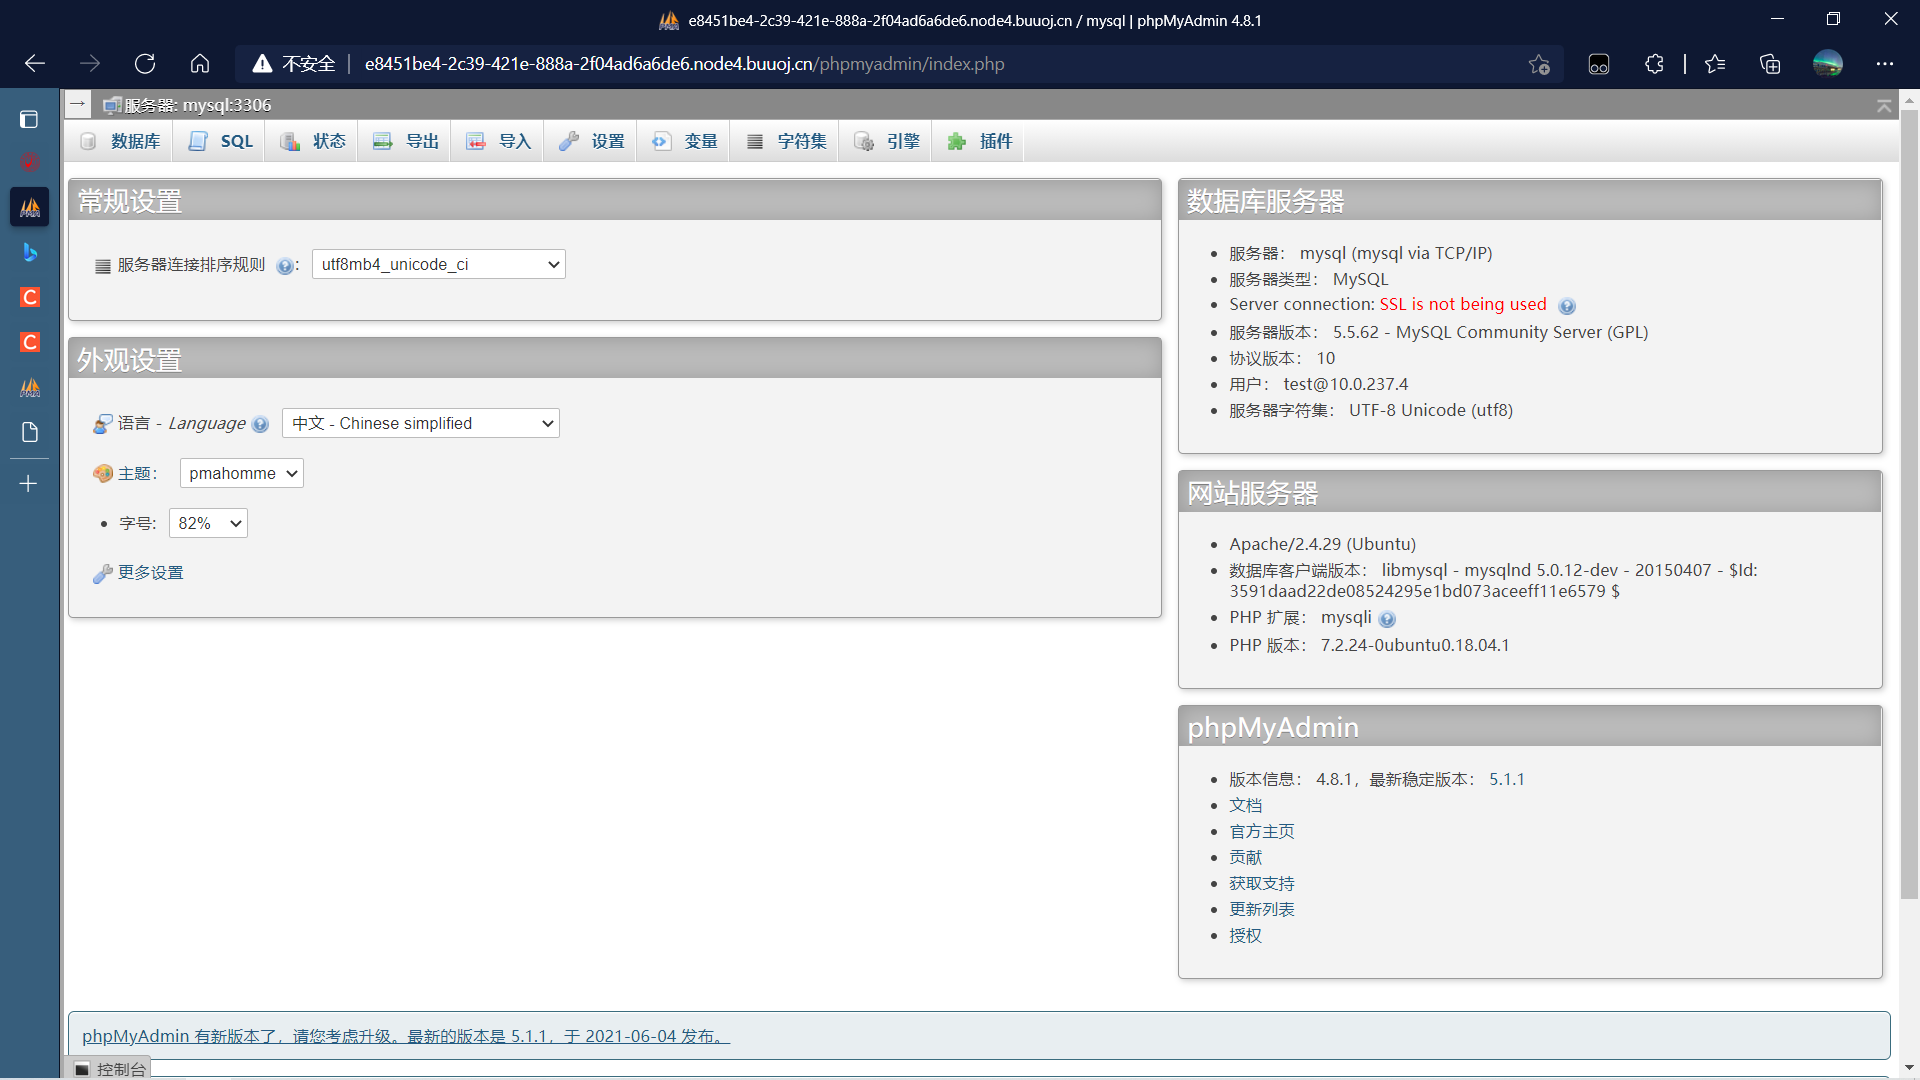 e8451be4-2c39-421e-888a-2f04ad6a6de6.node4.buuoj.cn / mysql | phpMyAdmin 4.8.1
不安全 e8451be4-2c39-421e-888a-2f04ad6a6de6.node4.buuoj.cn/phpmyadmin/index.php
服务器: mysql:3306
数据库 SQL 状态 导出 导入 设置 变量 字符集 引擎 插件
常规设置
服务器连接排序规则 : utf8mb4_unicode_ci
外观设置
语言 - Language 中文 - Chinese simplified
主题： pmahomme
字号: 82%
更多设置
数据库服务器
服务器： mysql (mysql via TCP/IP)
服务器类型： MySQL
Server connection: SSL is not being used
服务器版本： 5.5.62 - MySQL Community Server (GPL)
协议版本： 10
用户： test@10.0.237.4
服务器字符集： UTF-8 Unicode (utf8)
网站服务器
Apache/2.4.29 (Ubuntu)
数据库客户端版本： libmysql - mysqlnd 5.0.12-dev - 20150407 - $Id:
3591daad22de08524295e1bd073aceeff11e6579 $
PHP 扩展： mysqli
PHP 版本： 7.2.24-0ubuntu0.18.04.1
phpMyAdmin
版本信息： 4.8.1，最新稳定版本： 5.1.1
文档
官方主页
贡献
获取支持
更新列表
授权
phpMyAdmin 有新版本了，请您考虑升级。最新的版本是 5.1.1，于 2021-06-04 发布。
控制台